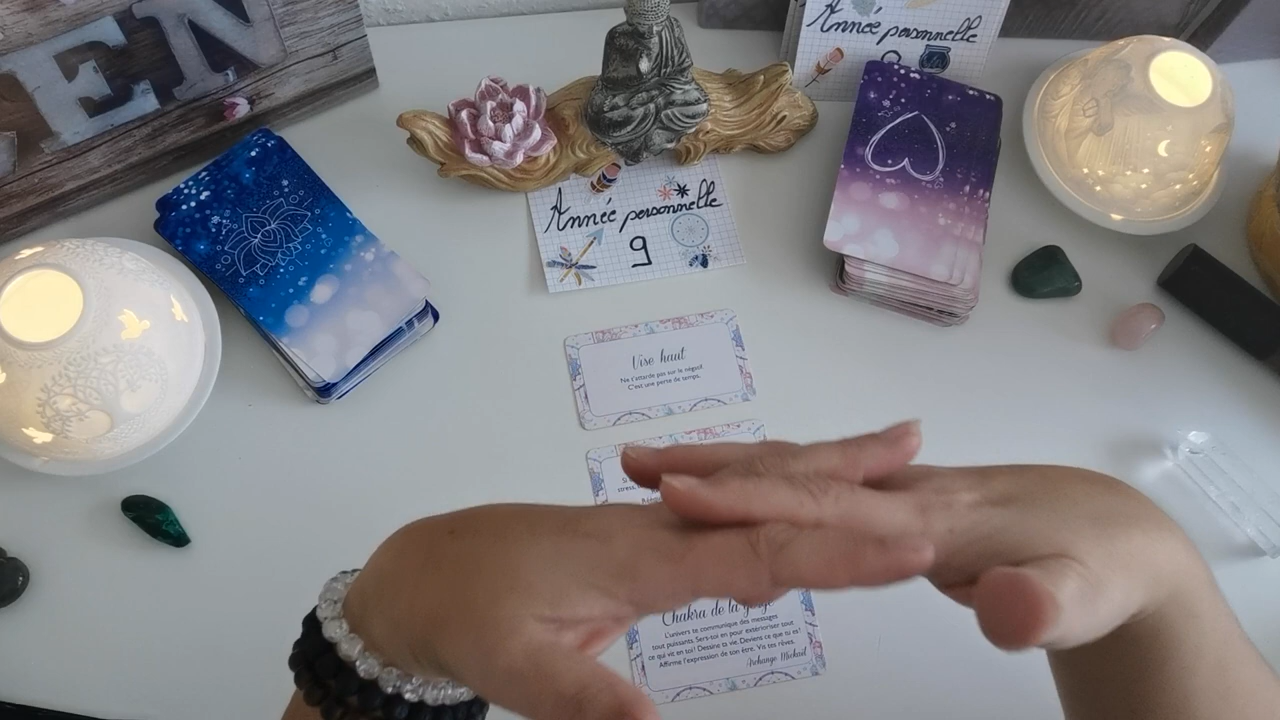 EN
Année personnelle
Année personnelle
9
Vise haut
Ne t'attarde pas sur le négatif
C'est une perte de temps.
Si
stress,
Chakra de la
L'univers te communique des messages
tout puissants Sers-toi en pour extérioriser tout
ce qui vit en toi! Dessine ta vie. Deviens ce que tu es!
Affirme l'expression de ton être. Vis tes rêves.
Archange Mickaël